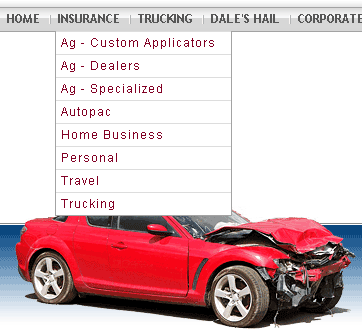 HOME INSURANCE TRUCKING DALE'S HAIL CORPORATE
Ag - Custom Applicators
Ag - Dealers
Ag - Specialized
Autopac
Home Business
Personal
Travel
Trucking